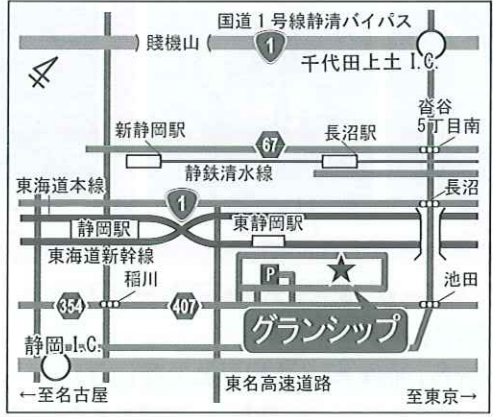 国道1号線静清バイパス
賤機山
1
千代田上土 I.C.
沓谷
5丁目南
新静岡駅
67
長沼駅
静鉄清水線
東海道本線
1
長沼
静岡駅
東静岡駅
東海道新幹線
P
稲川
池田
354
407
グランシップ
静岡 I.C.
東名高速道路
←至名古屋
至東京→